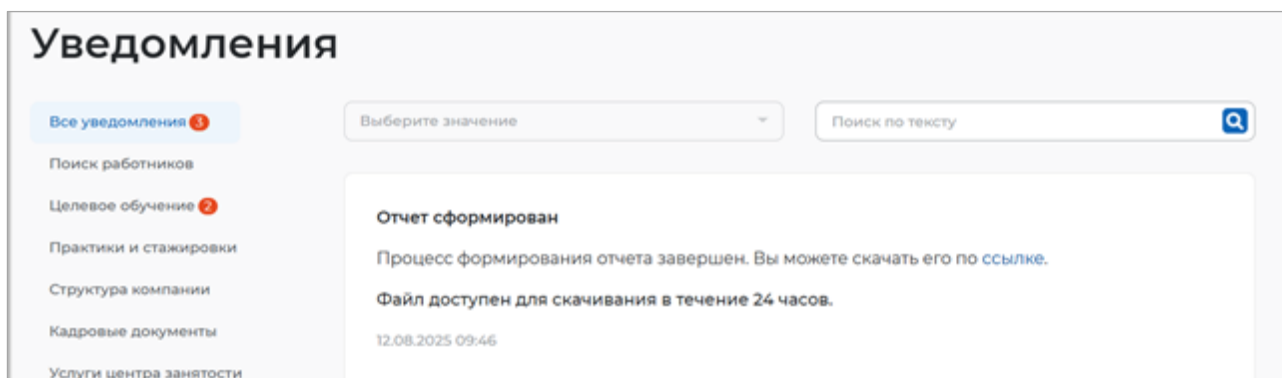 Уведомления
Все уведомления 3
Поиск работников
Целевое обучение 2
Практики и стажировки
Структура компании
Кадровые документы
Услуги центра занятости
Выберите значение
Поиск по тексту
Отчет сформирован
Процесс формирования отчета завершен. Вы можете скачать его по ссылке.
Файл доступен для скачивания в течение 24 часов.
12.08.2025 09:46